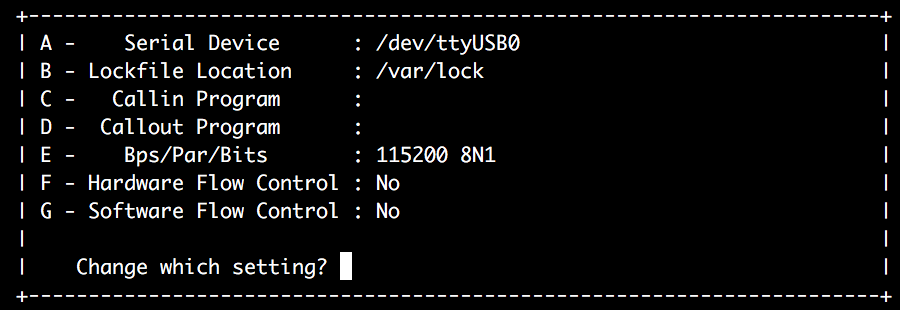 +-----------------------------------------------------------------------+
| A -    Serial Device      : /dev/ttyUSB0                              |
| B - Lockfile Location     : /var/lock                                 |
| C -   Callin Program      :                                           |
| D -  Callout Program      :                                           |
| E -    Bps/Par/Bits       : 115200 8N1                                |
| F - Hardware Flow Control : No                                        |
| G - Software Flow Control : No                                        |
|                                                                       |
|    Change which setting?                                              |
+-----------------------------------------------------------------------+